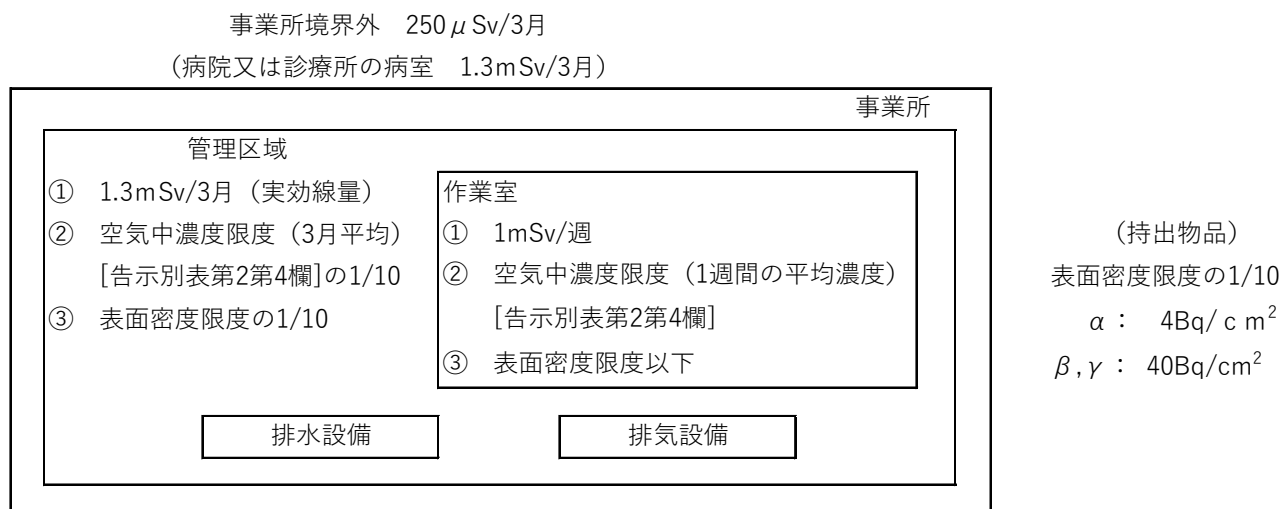 事業所境界外　250μSv/3月
（病院又は診療所の病室　1.3mSv/3月）
事業所
管理区域
①　1.3mSv/3月（実効線量）
②　空気中濃度限度（3月平均）
[告示別表第2第4欄]の1/10
③　表面密度限度の1/10
作業室
①　1mSv/週
②　空気中濃度限度（1週間の平均濃度）
[告示別表第2第4欄]
③　表面密度限度以下
排水設備
排気設備
（持出物品）
表面密度限度の1/10
α：　4Bq/ｃｍ²
β,γ：　40Bq/cm²